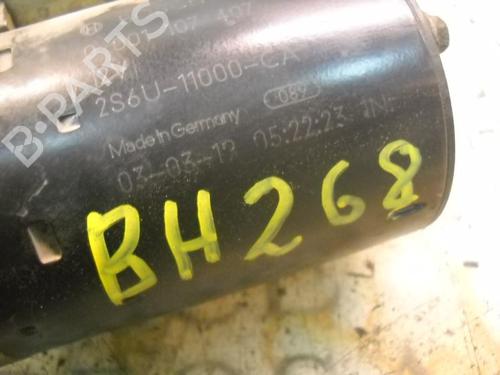 2S6U-11000-CA
089
Made in Germany
03-03-12 05:22:23
BH268
B-PARTS